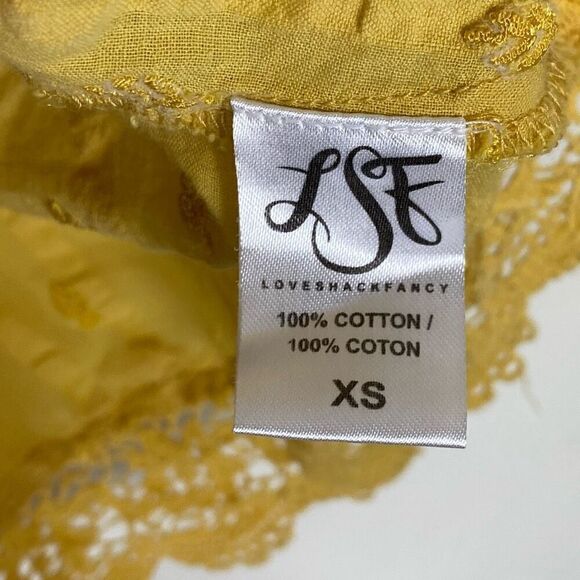 LSF
LOVESHACKFANCY
100% COTTON /
100% COTON
XS